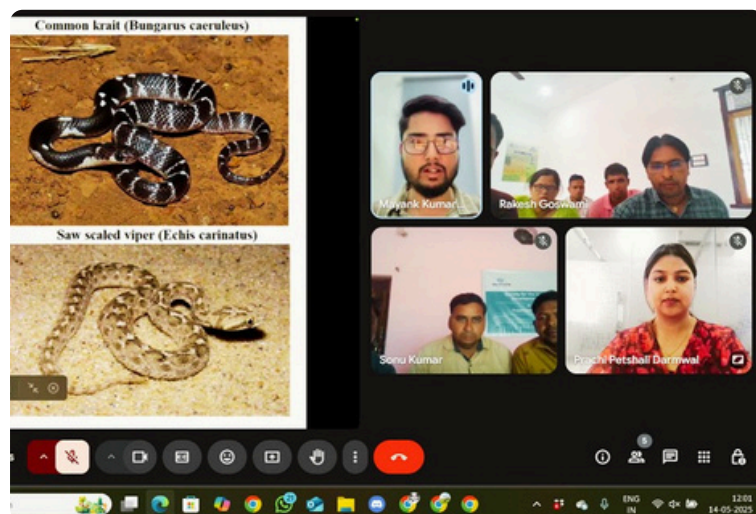 Common krait (Bungarus caeruleus)
Saw scaled viper (Echis carinatus)
Mayank Kumar...
Rakesh Goswami
Sonu Kumar
Prachi Petshali Darmwal
5
21
ENG
IN
12:01
14-05-2025